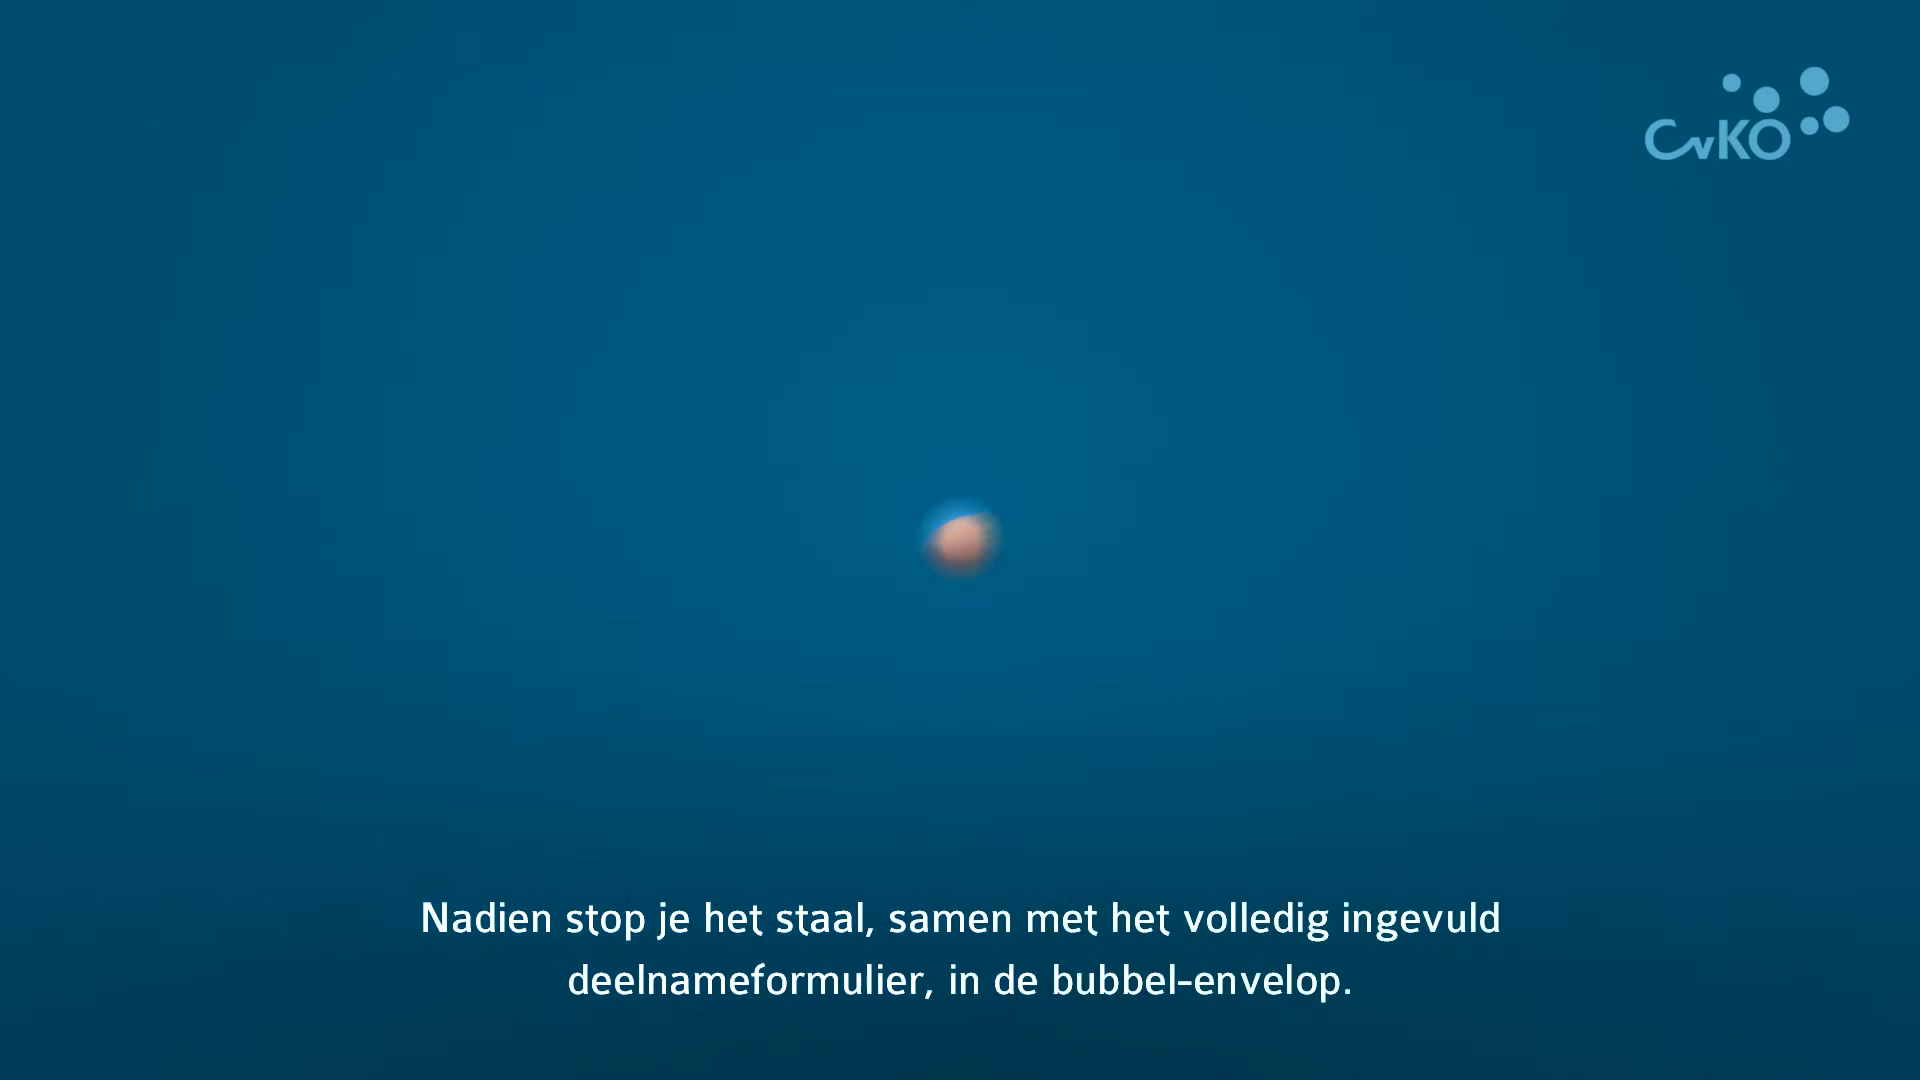 CvKO
Nadien stop je het staal, samen met het volledig ingevuld
deelnameformulier, in de bubbel-envelop.